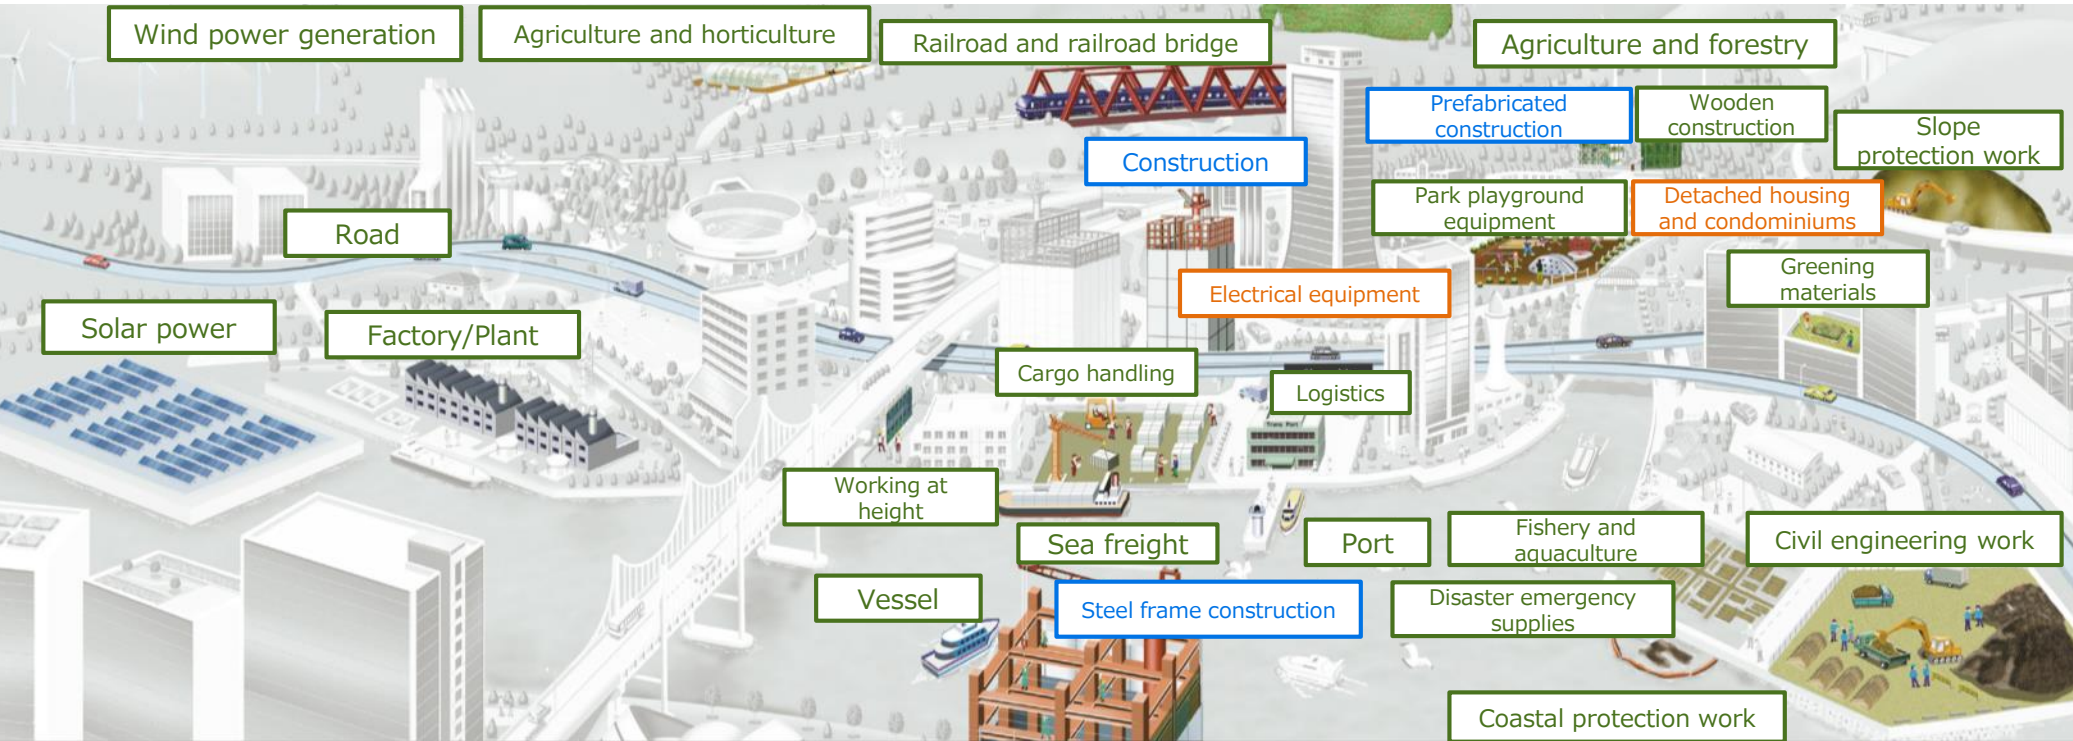 Wind power generation
Agriculture and horticulture
Railroad and railroad bridge
Agriculture and forestry
Prefabricated
construction
Wooden
construction
Slope
protection work
Construction
Park playground
equipment
Detached housing
and condominiums
Road
Greening
materials
Electrical equipment
Solar power
Factory/Plant
Cargo handling
Logistics
Trans Port
Working at
height
Sea freight
Port
Fishery and
aquaculture
Civil engineering work
Vessel
Steel frame construction
Disaster emergency
supplies
Coastal protection work